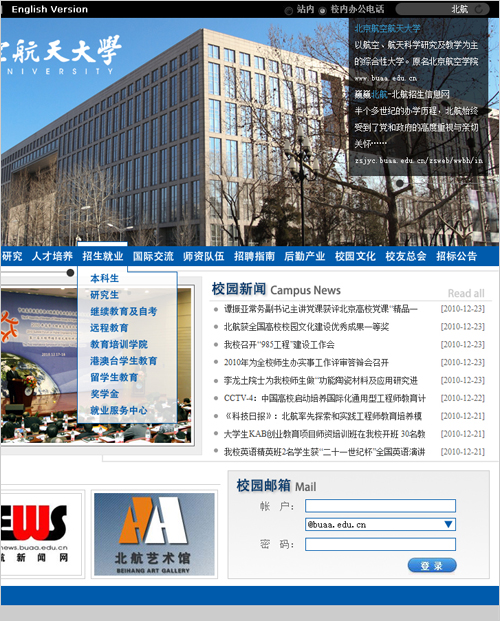 English Version
站内 校内办公电话
北航
空航天大学
北京航空航天大学
以航空、航天科学研究及教学为主
的综合性大学。原名北京航空学院
www.buaa.edu.cn
巍巍北航-北航招生信息网
半个多世纪的办学历程,北航始终
受到了党和政府的高度重视与亲切
关怀……
zsjyc.buaa.edu.cn/zsweb/webh/in
研究 人才培养 招生就业 国际交流 师资队伍 招聘指南 后勤产业 校园文化 校友总会 招标公告
本科生
研究生
继续教育及自考
远程教育
教育培训学院
港澳台学生教育
留学生教育
奖学金
就业服务中心
校园新闻 Campus News
Read all
谭振亚常务副书记主讲党课获评北京高校党课"精品一 [2010-12-23]
北航获全国高校校园文化建设优秀成果一等奖 [2010-12-23]
我校召开"985工程"建设工作会 [2010-12-23]
2010年为全校师生办实事工作评审答辩会召开 [2010-12-23]
李龙土院士为我校师生做"功能陶瓷材料及应用研究进 [2010-12-23]
CCTV-4:中国高校启动培养国际化通用型工程师教育计 [2010-12-22]
《科技日报》:北航率先探索和实践工程师教育培养模 [2010-12-21]
大学生KAB创业教育项目师资培训班在我校开班 30名教 [2010-12-21]
我校英语精英班2名学生获"二十一世纪杯"全国英语演讲 [2010-12-21]
EWS
news.buaa.edu.cn
航新闻网
北航艺术馆
BEIHANG ART GALLERY
校园邮箱 Mail
帐 户:
@buaa.edu.cn
密 码:
登 录